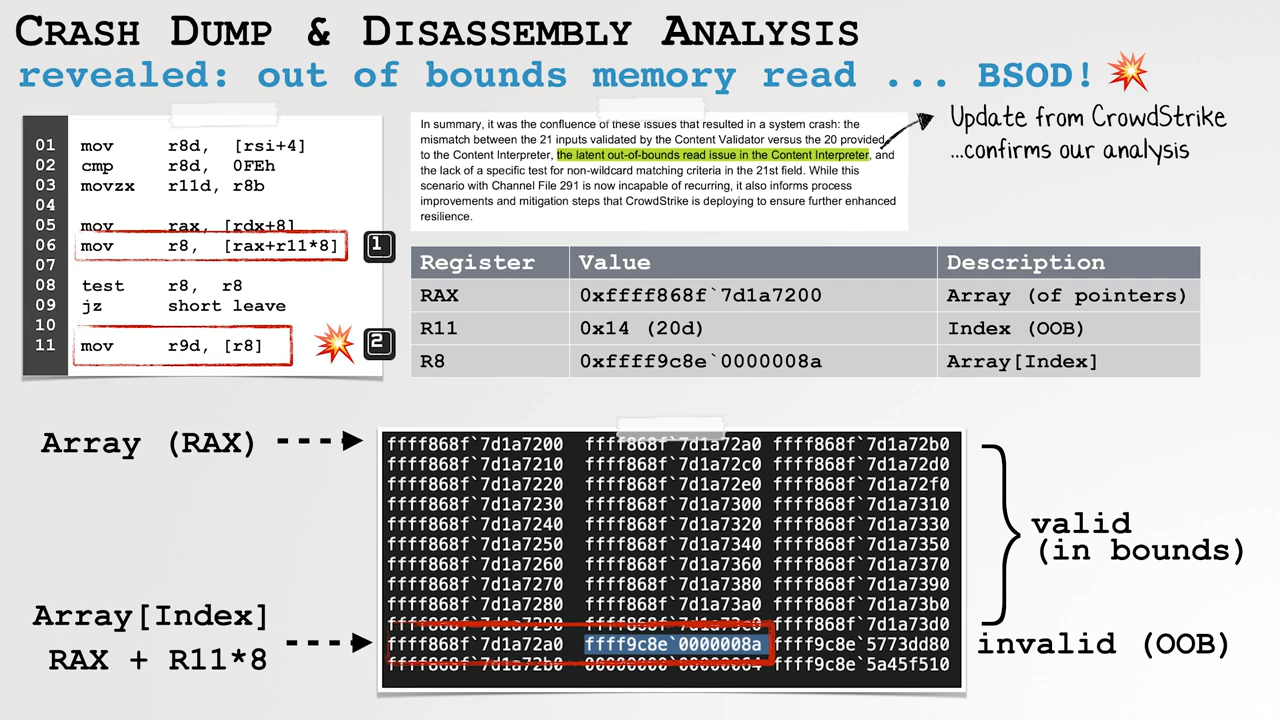 CRASH DUMP & DISASSEMBLY ANALYSIS
revealed: out of bounds memory read ... BSOD!
01 mov r8d, [rsi+4]
02 cmp r8d, 0FEh
03 movzx r11d, r8b
04
05 mov rax, [rdx+8]
06 mov r8, [rax+r11*8]
07
08 test r8, r8
09 jz short leave
10
11 mov r9d, [r8]
1
2
In summary, it was the confluence of these issues that resulted in a system crash: the
mismatch between the 21 inputs validated by the Content Validator versus the 20 provided
to the Content Interpreter, the latent out-of-bounds read issue in the Content Interpreter, and
the lack of a specific test for non-wildcard matching criteria in the 21st field. While this
scenario with Channel File 291 is now incapable of recurring, it also informs process
improvements and mitigation steps that CrowdStrike is deploying to ensure further enhanced
resilience.
Update from CrowdStrike
...confirms our analysis
Register Value Description
RAX 0xffff868f`7d1a7200 Array (of pointers)
R11 0x14 (20d) Index (OOB)
R8 0xffff9c8e`0000008a Array[Index]
Array (RAX)
ffff868f`7d1a7200 ffff868f`7d1a72a0 ffff868f`7d1a72b0
ffff868f`7d1a7210 ffff868f`7d1a72c0 ffff868f`7d1a72d0
ffff868f`7d1a7220 ffff868f`7d1a72e0 ffff868f`7d1a72f0
ffff868f`7d1a7230 ffff868f`7d1a7300 ffff868f`7d1a7310
ffff868f`7d1a7240 ffff868f`7d1a7320 ffff868f`7d1a7330
ffff868f`7d1a7250 ffff868f`7d1a7340 ffff868f`7d1a7350
ffff868f`7d1a7260 ffff868f`7d1a7360 ffff868f`7d1a7370
ffff868f`7d1a7270 ffff868f`7d1a7380 ffff868f`7d1a7390
ffff868f`7d1a7280 ffff868f`7d1a73a0 ffff868f`7d1a73b0
ffff868f`7d1a7290 ffff868f`7d1a73c0 ffff868f`7d1a73d0
ffff868f`7d1a72a0 ffff9c8e`0000008a ffff9c8e`5773dd80
ffff868f`7d1a72b0 00000000`00000064 ffff9c8e`5a45f510
valid
(in bounds)
Array[Index]
RAX + R11*8
invalid (OOB)